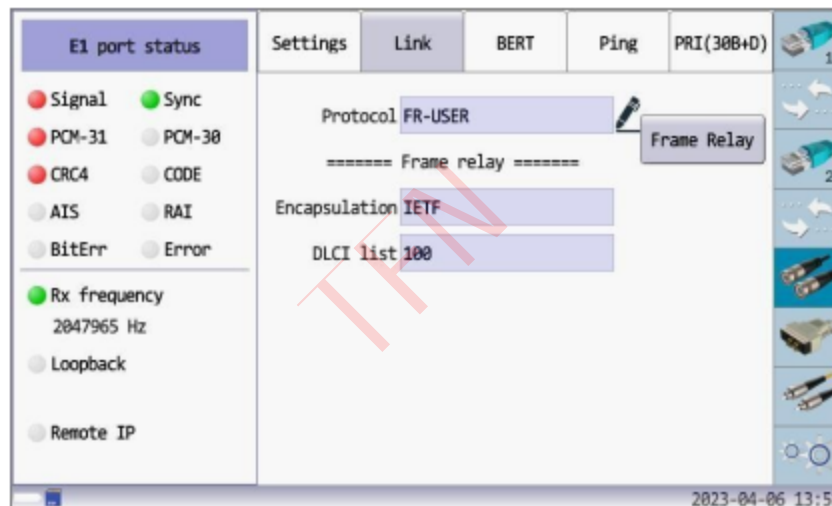 E1 port status
Settings Link BERT Ping PRI(30B+D)
Signal Sync
PCM-31 PCM-30
CRC4 CODE
AIS RAI
BitErr Error
Rx frequency
2047965 Hz
Loopback
Remote IP
Protocol FR-USER
Frame Relay
======= Frame relay =======
Encapsulation IETF
DLCI list 100
TFN
1
2
2023-04-06 13:5